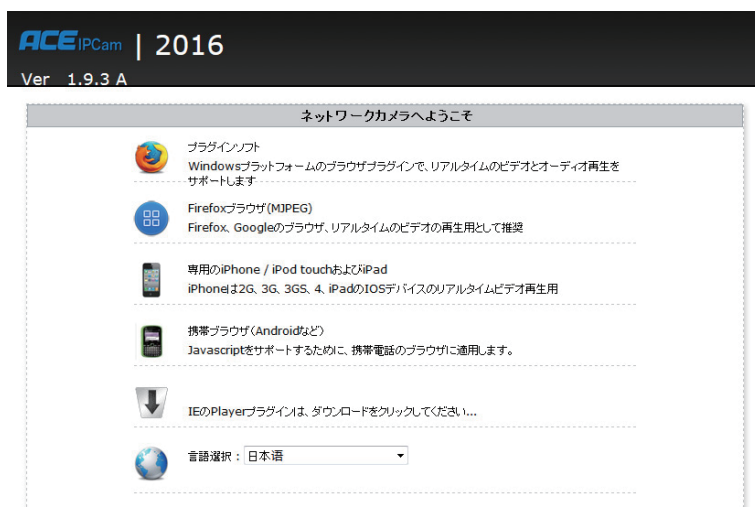 ACE IPCam | 2016
Ver 1.9.3 A
ネットワークカメラへようこそ
プラグインソフト
Windowsプラットフォームのブラウザプラグインで、リアルタイムのビデオとオーディオ再生を
サポートします
Firefoxブラウザ(MJPEG)
Firefox、Googleのブラウザ、リアルタイムのビデオの再生用として推奨
専用のiPhone / iPod touchおよびiPad
iPhoneは2G、3G、3GS、4、iPadのIOSデバイスのリアルタイムビデオ再生用
携帯ブラウザ(Androidなど)
Javascriptをサポートするために、携帯電話のブラウザに適用します。
IEのPlayerプラグインは、ダウンロードをクリックしてください...
言語選択：日本语